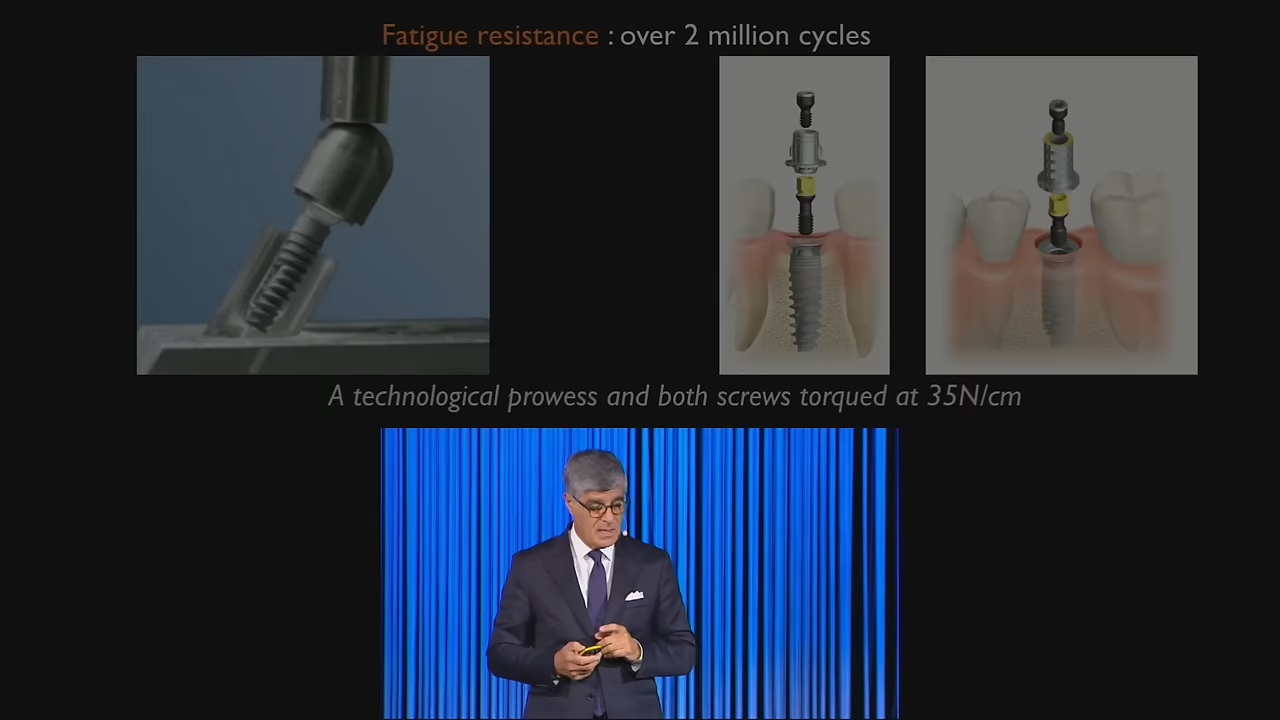 Fatigue resistance : over 2 million cycles
A technological prowess and both screws torqued at 35N/cm